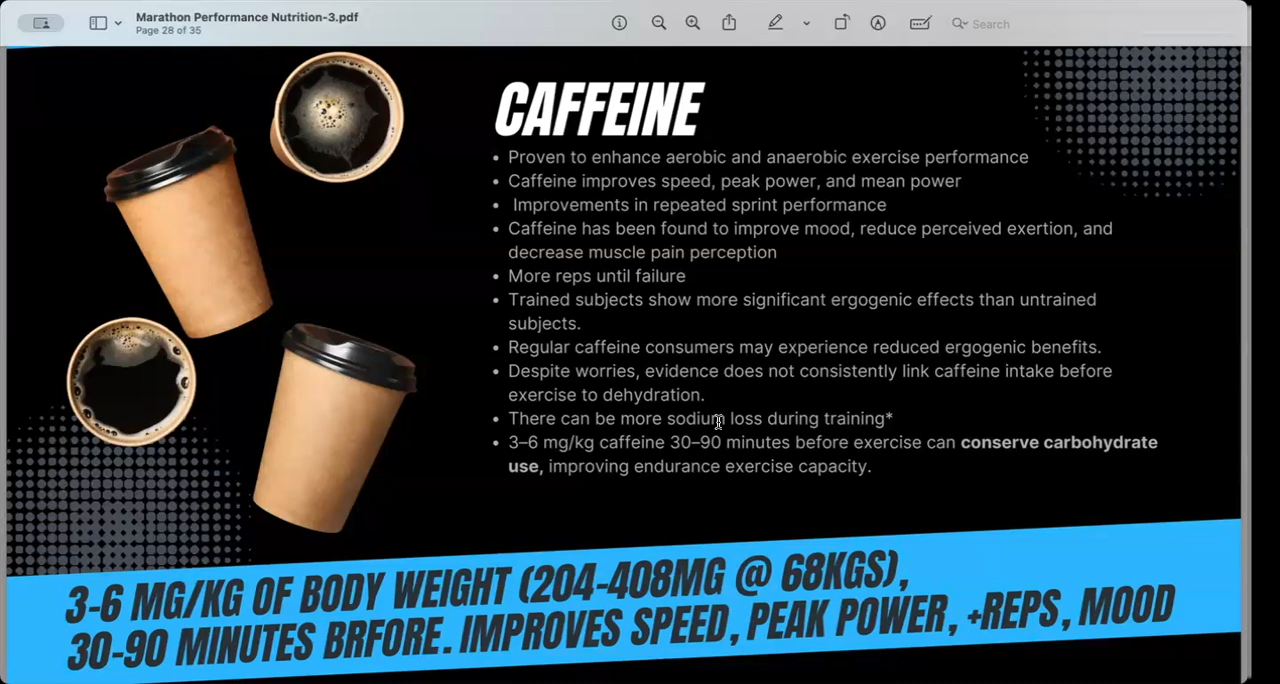 Marathon Performance Nutrition-3.pdf
Page 28 of 35
Search
CAFFEINE
• Proven to enhance aerobic and anaerobic exercise performance
• Caffeine improves speed, peak power, and mean power
• Improvements in repeated sprint performance
• Caffeine has been found to improve mood, reduce perceived exertion, and
decrease muscle pain perception
• More reps until failure
• Trained subjects show more significant ergogenic effects than untrained
subjects.
• Regular caffeine consumers may experience reduced ergogenic benefits.
• Despite worries, evidence does not consistently link caffeine intake before
exercise to dehydration.
• There can be more sodium loss during training*
• 3–6 mg/kg caffeine 30–90 minutes before exercise can conserve carbohydrate
use, improving endurance exercise capacity.
3-6 MG/KG OF BODY WEIGHT (204-408MG @ 68KGS),
30-90 MINUTES BRFORE. IMPROVES SPEED, PEAK POWER, +REPS, MOOD